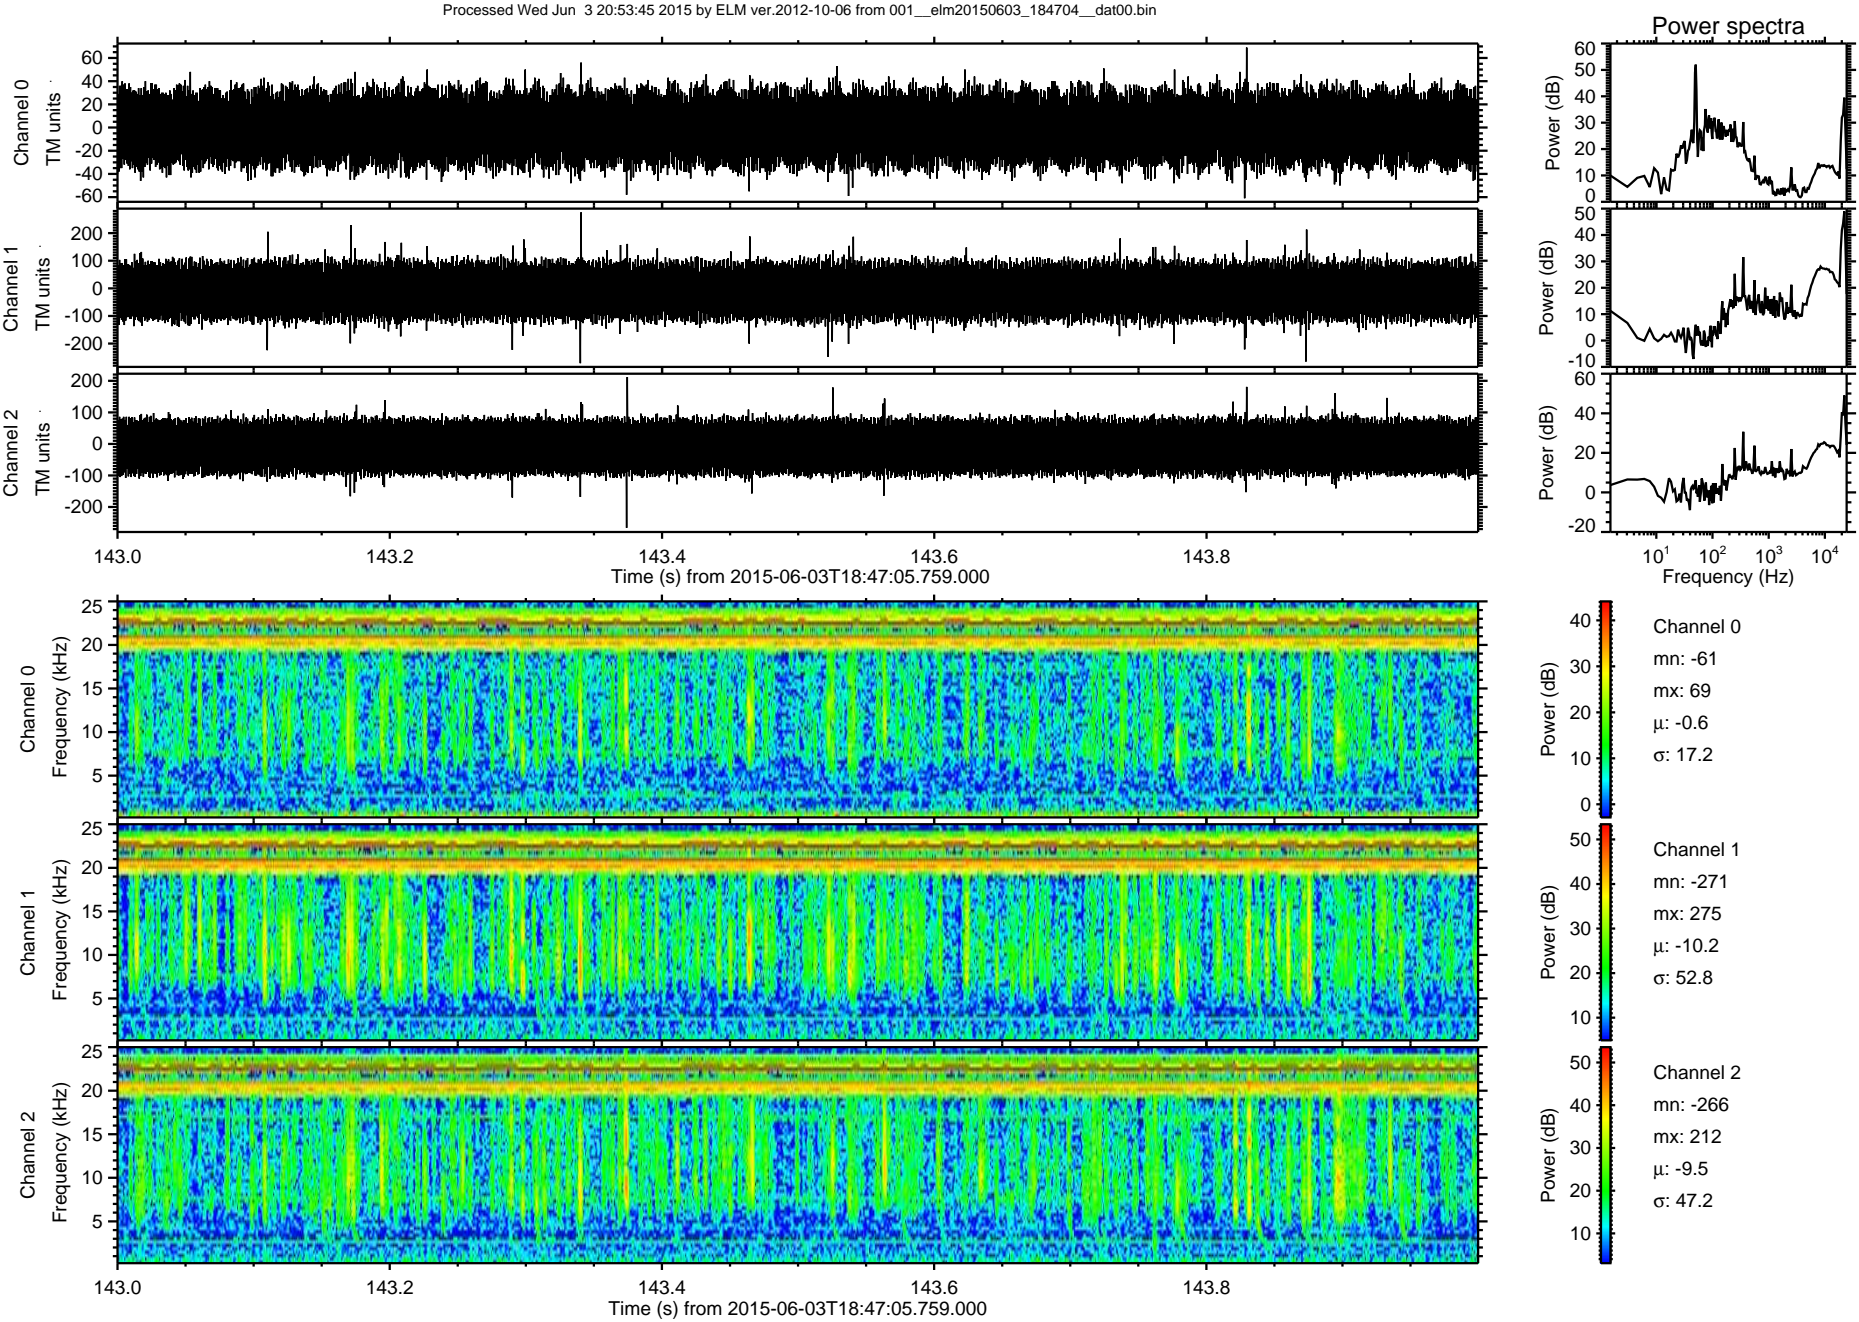 Processed Wed Jun 3 20:53:45 2015 by ELM ver.2012-10-06 from 001__elm20150603_184704__dat00.bin
Power spectra
Channel 0
TM units
60
40
20
0
-20
-40
-60
Power (dB)
60
50
40
30
20
10
0
Channel 1
TM units
200
100
0
-100
-200
Power (dB)
50
40
30
20
10
0
-10
Channel 2
TM units
200
100
0
-100
-200
Power (dB)
60
40
20
0
-20
143.0 143.2 143.4 143.6 143.8
Time (s) from 2015-06-03T18:47:05.759.000
10^1 10^2 10^3 10^4
Frequency (Hz)
Channel 0
Frequency (kHz)
25
20
15
10
5
Power (dB)
40
30
20
10
0
Channel 0
mn: -61
mx: 69
μ: -0.6
σ: 17.2
Channel 1
Frequency (kHz)
25
20
15
10
5
Power (dB)
50
40
30
20
10
Channel 1
mn: -271
mx: 275
μ: -10.2
σ: 52.8
Channel 2
Frequency (kHz)
25
20
15
10
5
Power (dB)
50
40
30
20
10
Channel 2
mn: -266
mx: 212
μ: -9.5
σ: 47.2
143.0 143.2 143.4 143.6 143.8
Time (s) from 2015-06-03T18:47:05.759.000